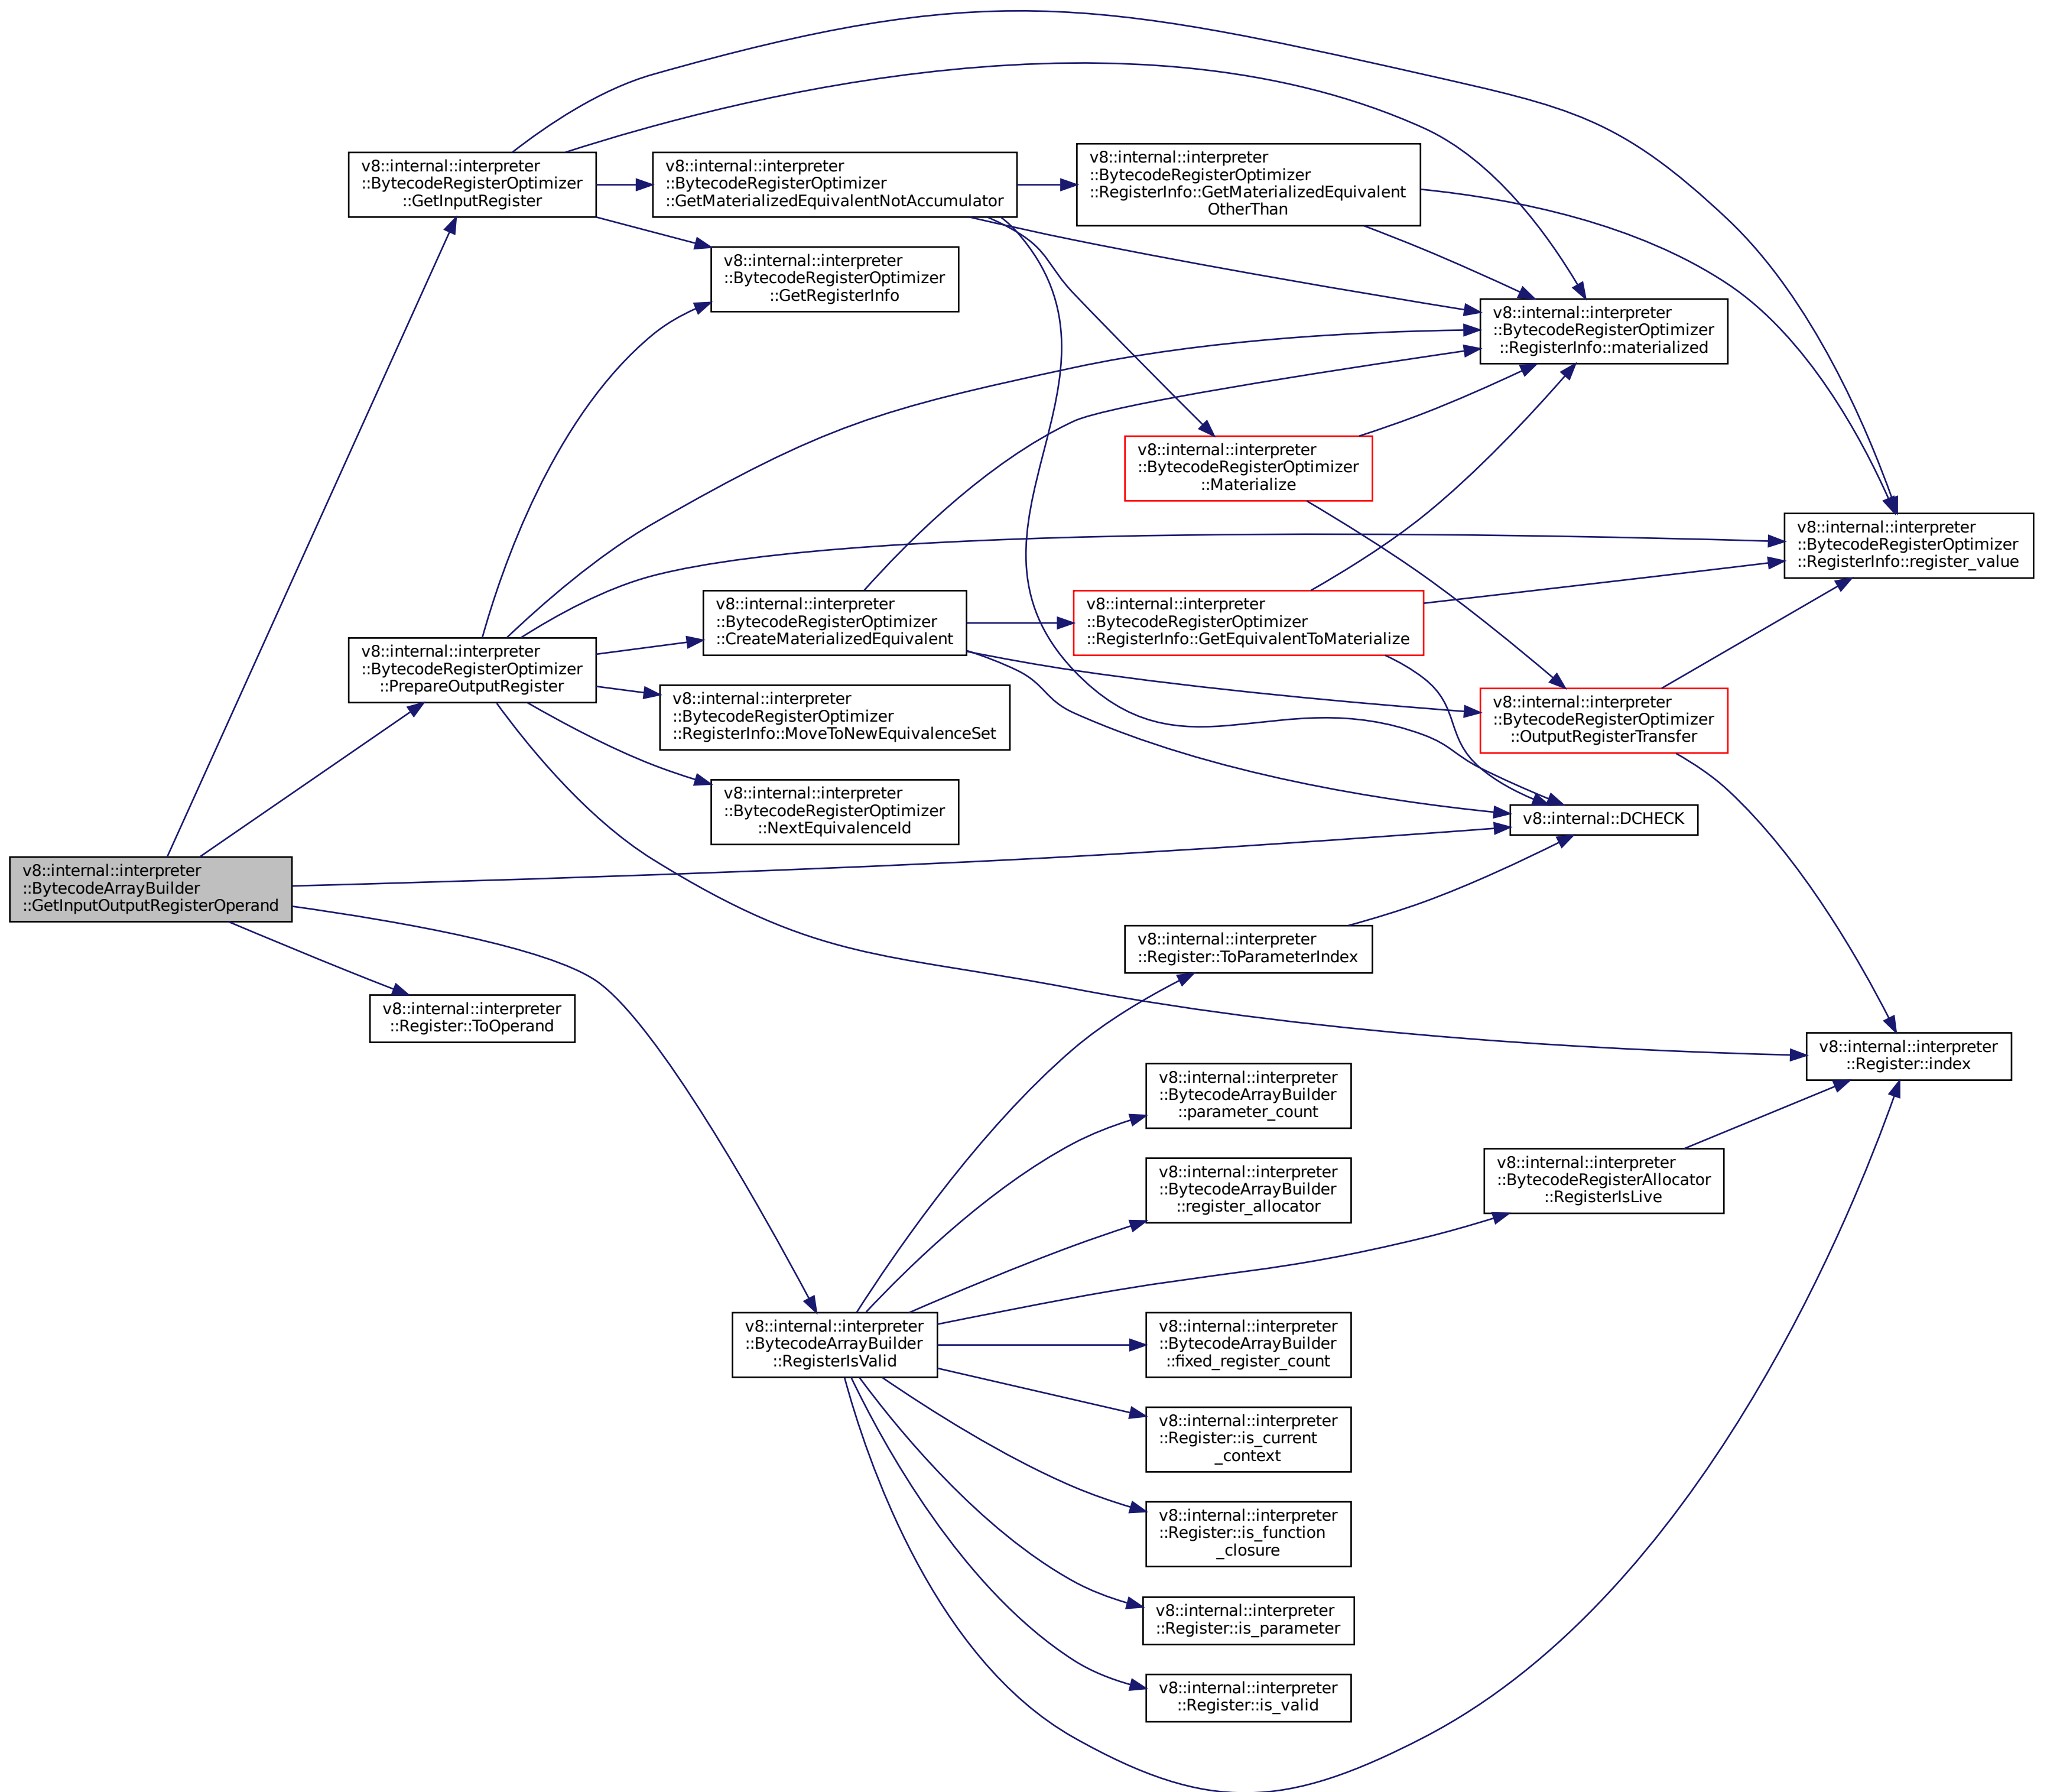 v8::internal::interpreter
::BytecodeArrayBuilder
::GetInputOutputRegisterOperand
v8::internal::interpreter
::BytecodeRegisterOptimizer
::GetInputRegister
v8::internal::interpreter
::BytecodeRegisterOptimizer
::PrepareOutputRegister
v8::internal::interpreter
::Register::ToOperand
v8::internal::interpreter
::BytecodeRegisterOptimizer
::GetMaterializedEquivalentNotAccumulator
v8::internal::interpreter
::BytecodeRegisterOptimizer
::GetRegisterInfo
v8::internal::interpreter
::BytecodeRegisterOptimizer
::CreateMaterializedEquivalent
v8::internal::interpreter
::BytecodeRegisterOptimizer
::RegisterInfo::MoveToNewEquivalenceSet
v8::internal::interpreter
::BytecodeRegisterOptimizer
::NextEquivalenceId
v8::internal::interpreter
::BytecodeArrayBuilder
::RegisterIsValid
v8::internal::interpreter
::BytecodeRegisterOptimizer
::RegisterInfo::GetMaterializedEquivalent
OtherThan
v8::internal::interpreter
::BytecodeRegisterOptimizer
::Materialize
v8::internal::interpreter
::BytecodeRegisterOptimizer
::RegisterInfo::GetEquivalentToMaterialize
v8::internal::interpreter
::Register::ToParameterIndex
v8::internal::interpreter
::BytecodeArrayBuilder
::parameter_count
v8::internal::interpreter
::BytecodeArrayBuilder
::register_allocator
v8::internal::interpreter
::BytecodeArrayBuilder
::fixed_register_count
v8::internal::interpreter
::Register::is_current
_context
v8::internal::interpreter
::Register::is_function
_closure
v8::internal::interpreter
::Register::is_parameter
v8::internal::interpreter
::Register::is_valid
v8::internal::interpreter
::BytecodeRegisterOptimizer
::RegisterInfo::materialized
v8::internal::interpreter
::BytecodeRegisterOptimizer
::OutputRegisterTransfer
v8::internal::DCHECK
v8::internal::interpreter
::BytecodeRegisterAllocator
::RegisterIsLive
v8::internal::interpreter
::BytecodeRegisterOptimizer
::RegisterInfo::register_value
v8::internal::interpreter
::Register::index